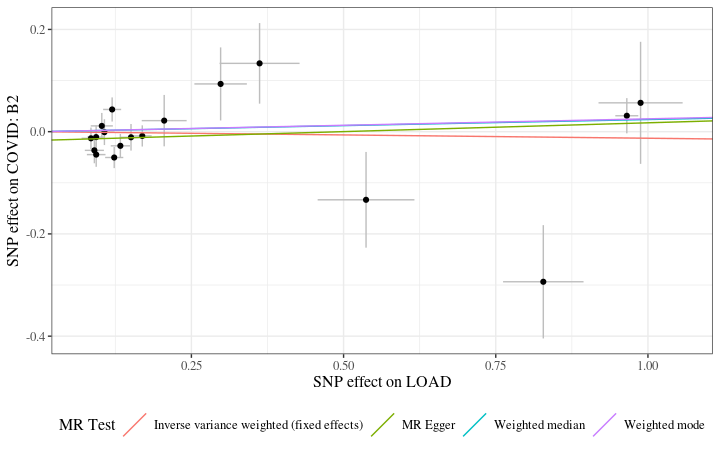 SNP effect on COVID: B2
0.2
0.0
-0.2
-0.4
0.25
0.50
0.75
1.00
SNP effect on LOAD
MR Test
Inverse variance weighted (fixed effects)
MR Egger
Weighted median
Weighted mode